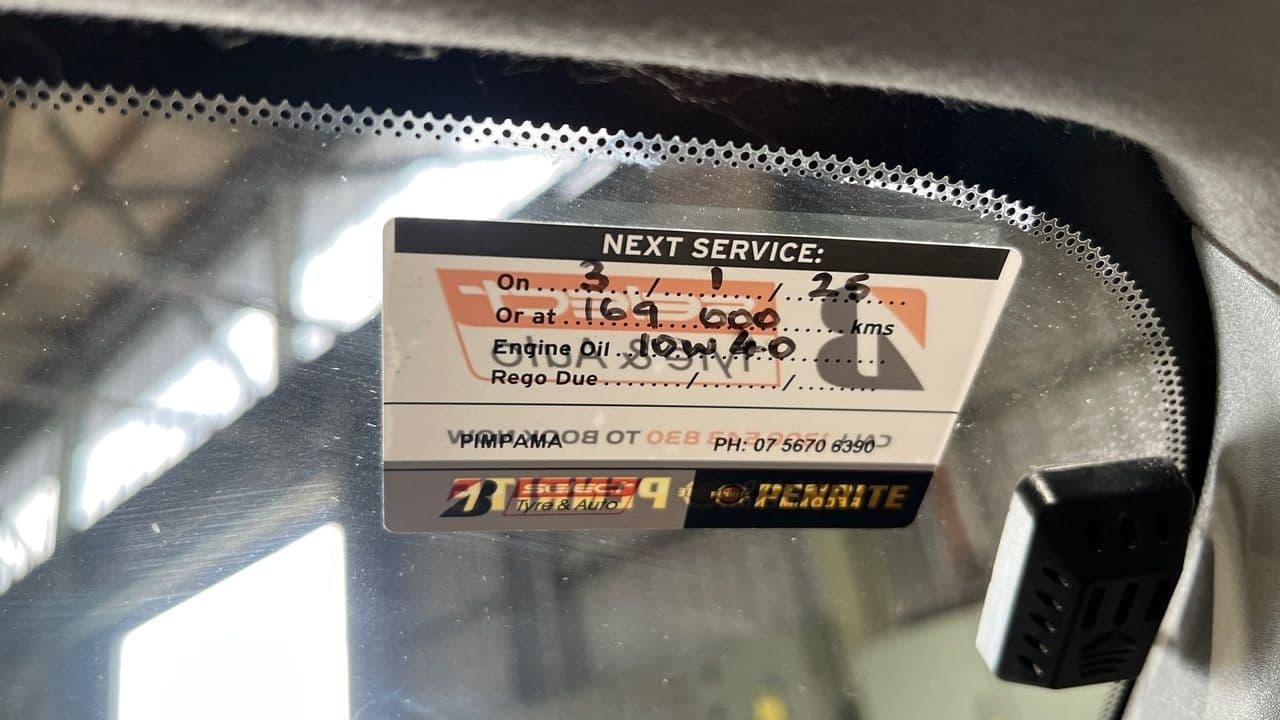 NEXT SERVICE:
On 3 / 1 / 25
Or at 169 600 kms
Engine Oil 10W40
Rego Due ....... / ......... / .........
PIMPAMA PH: 07 5670 6390
SELECT
Tyre & Auto
PENRITE